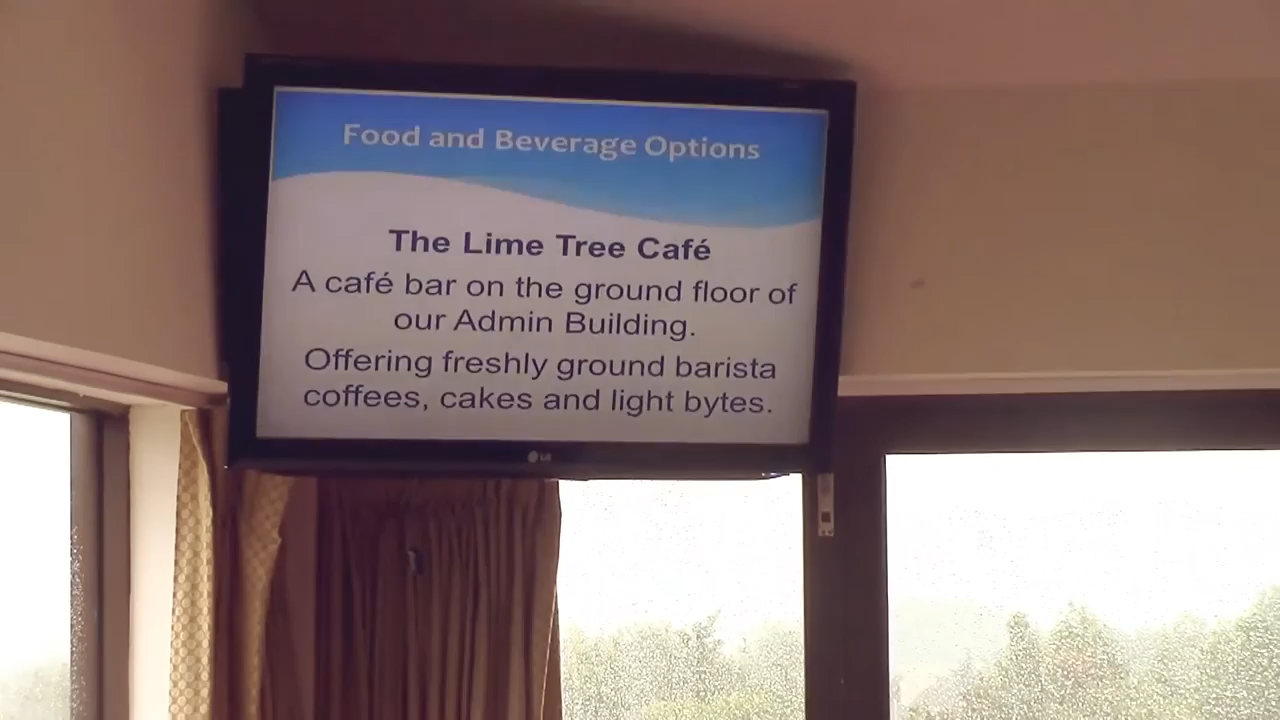 Food and Beverage Options
The Lime Tree Café
A café bar on the ground floor of
our Admin Building.
Offering freshly ground barista
coffees, cakes and light bytes.
LG